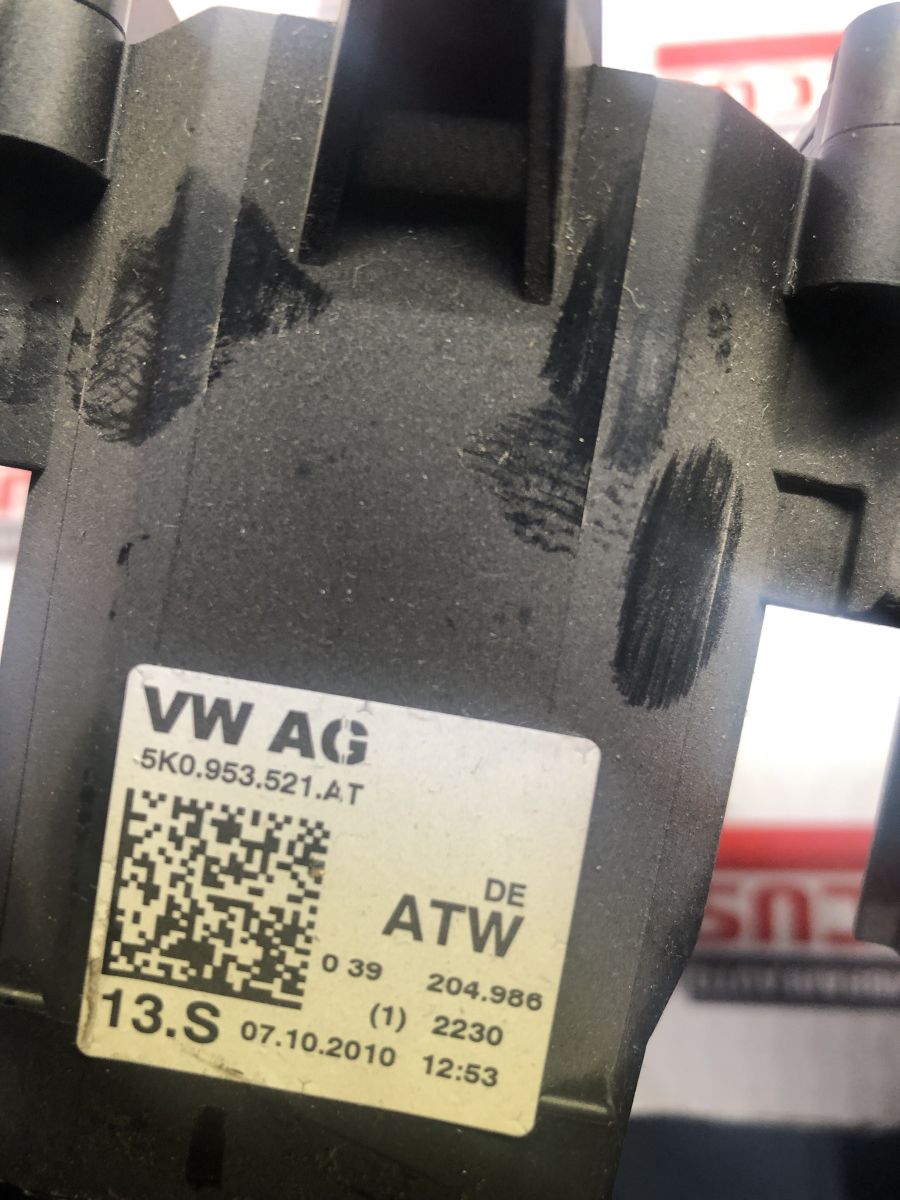 VW AG
5K0.953.521.AT
DE
ATW
0 39 204.986
(1) 2230
13.S 07.10.2010 12:53